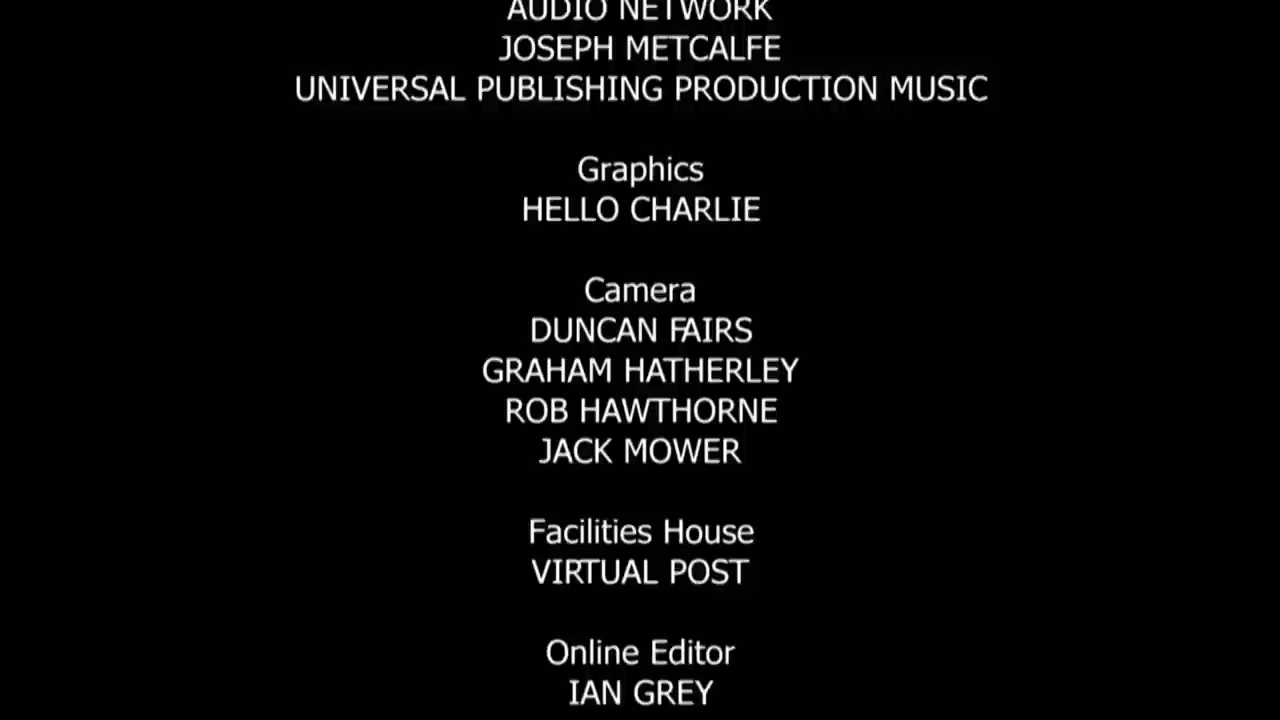 AUDIO NETWORK
JOSEPH METCALFE
UNIVERSAL PUBLISHING PRODUCTION MUSIC
Graphics
HELLO CHARLIE
Camera
DUNCAN FAIRS
GRAHAM HATHERLEY
ROB HAWTHORNE
JACK MOWER
Facilities House
VIRTUAL POST
Online Editor
IAN GREY